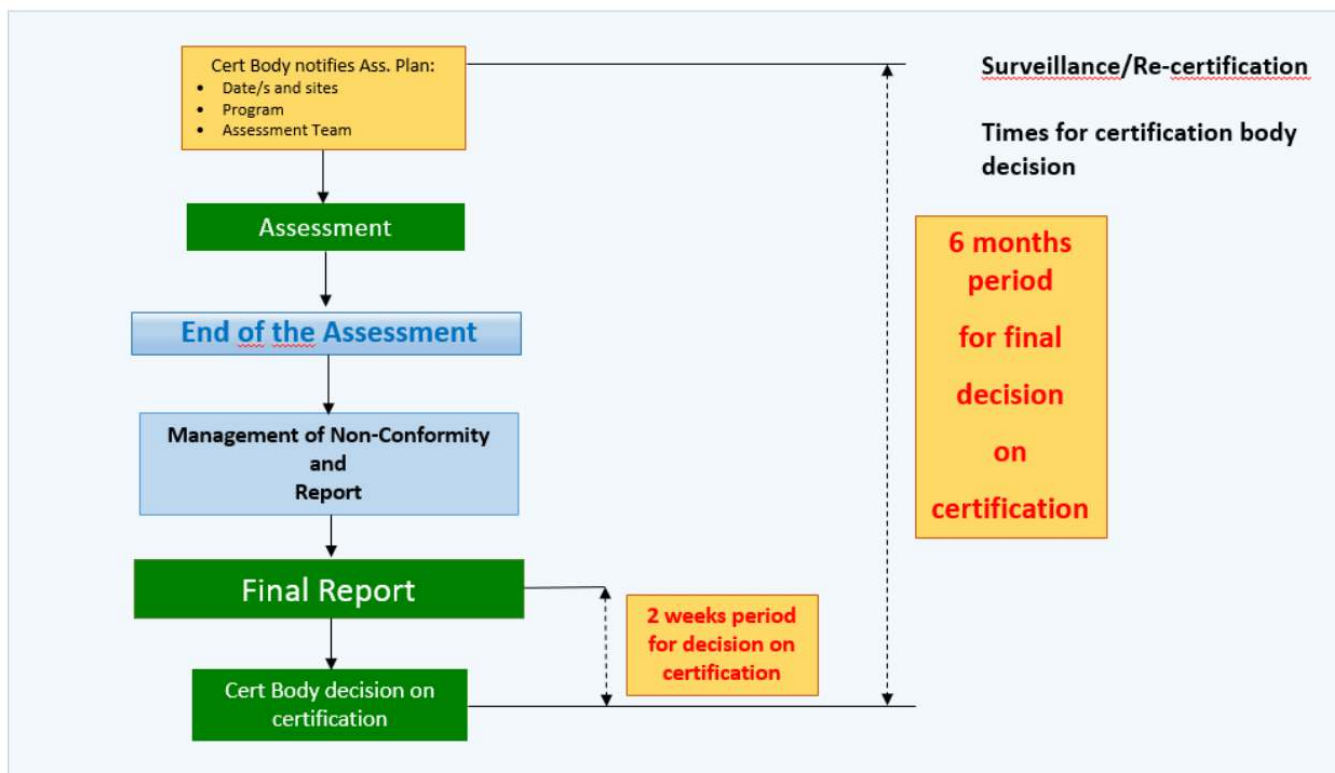 Cert Body notifies Ass. Plan:
• Date/s and sites
• Program
• Assessment Team
Surveillance/Re-certification
Times for certification body
decision
Assessment
6 months
period
for final
decision
on
certification
End of the Assessment
Management of Non-Conformity
and
Report
Final Report
2 weeks period
for decision on
certification
Cert Body decision on
certification